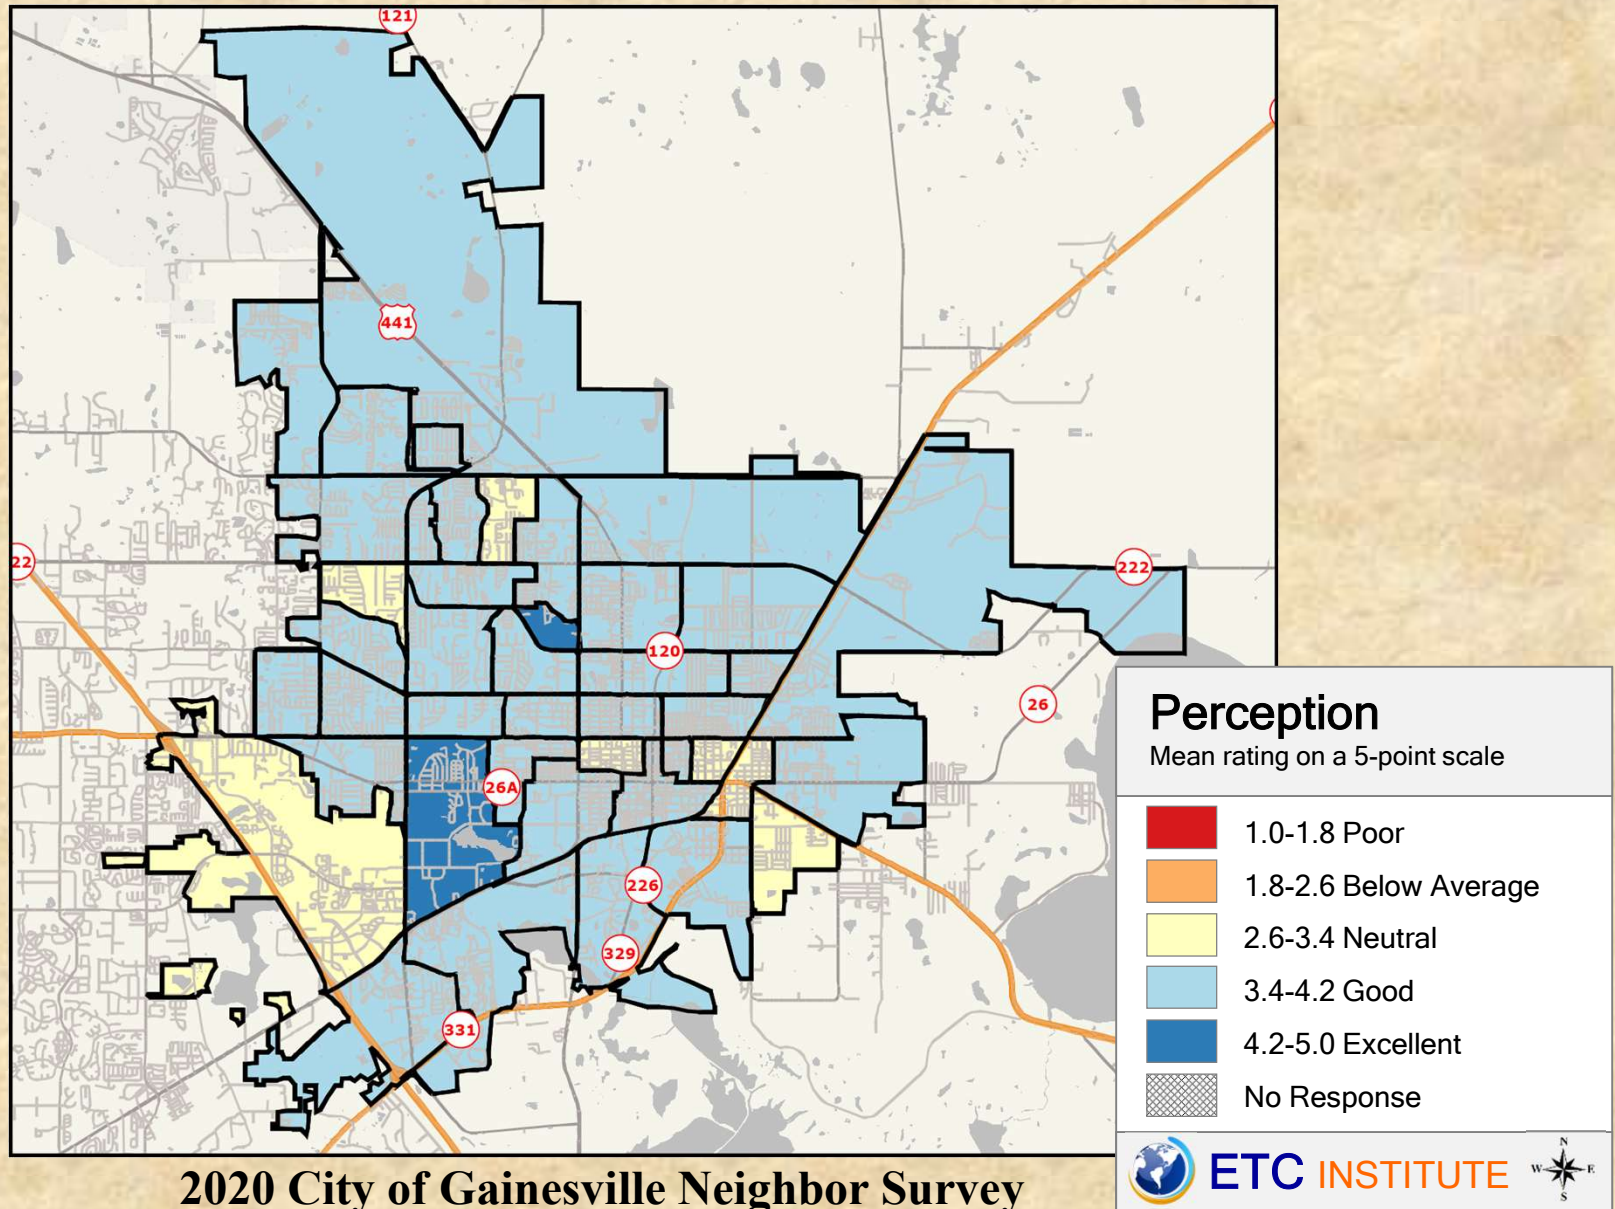 121
441
22
222
120
26
26A
226
329
331
Perception
Mean rating on a 5-point scale
1.0-1.8 Poor
1.8-2.6 Below Average
2.6-3.4 Neutral
3.4-4.2 Good
4.2-5.0 Excellent
No Response
ETC INSTITUTE
N
W E
S
2020 City of Gainesville Neighbor Survey